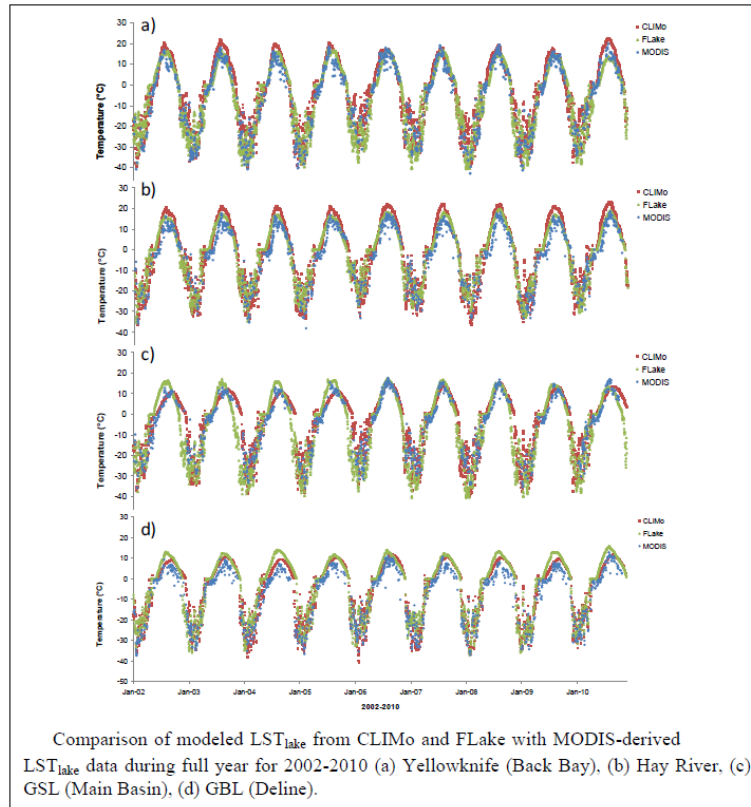 a)
CLIMo
FLake
MODIS
Temperature (°C)
30
20
10
0
-10
-20
-30
-40
b)
CLIMo
FLake
MODIS
Temperature (°C)
30
20
10
0
-10
-20
-30
-40
c)
CLIMo
FLake
MODIS
Temperature (°C)
30
20
10
0
-10
-20
-30
-40
d)
CLIMo
FLake
MODIS
Temperature (°C)
30
20
10
0
-10
-20
-30
-40
-50
Jan-02 Jan-03 Jan-04 Jan-05 Jan-06 Jan-07 Jan-08 Jan-09 Jan-10
2002-2010
Comparison of modeled LSTlake from CLIMo and FLake with MODIS-derived
LSTlake data during full year for 2002-2010 (a) Yellowknife (Back Bay), (b) Hay River, (c)
GSL (Main Basin), (d) GBL (Deline).